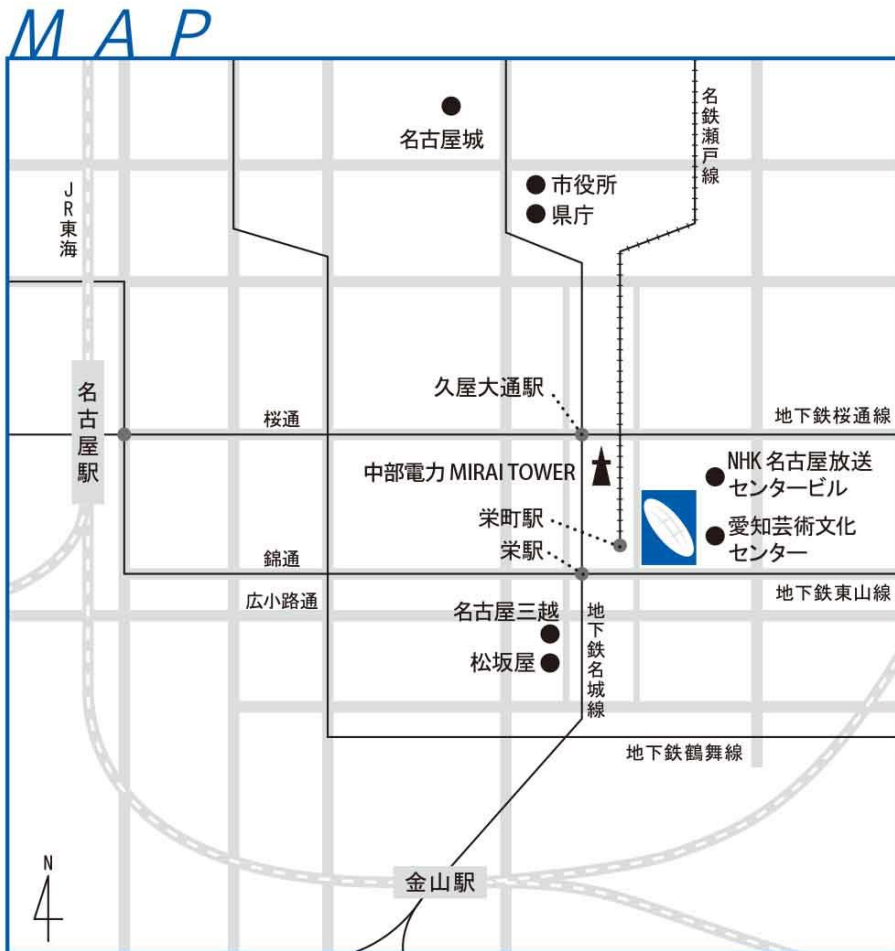 MAP
名古屋城
名鉄瀬戸線
市役所
県庁
JR東海
久屋大通駅
名古屋駅
桜通
地下鉄桜通線
中部電力 MIRAI TOWER
NHK 名古屋放送
センタービル
栄町駅
愛知芸術文化
センター
栄駅
錦通
地下鉄東山線
広小路通
名古屋三越
松坂屋
地下鉄名城線
地下鉄鶴舞線
金山駅
N